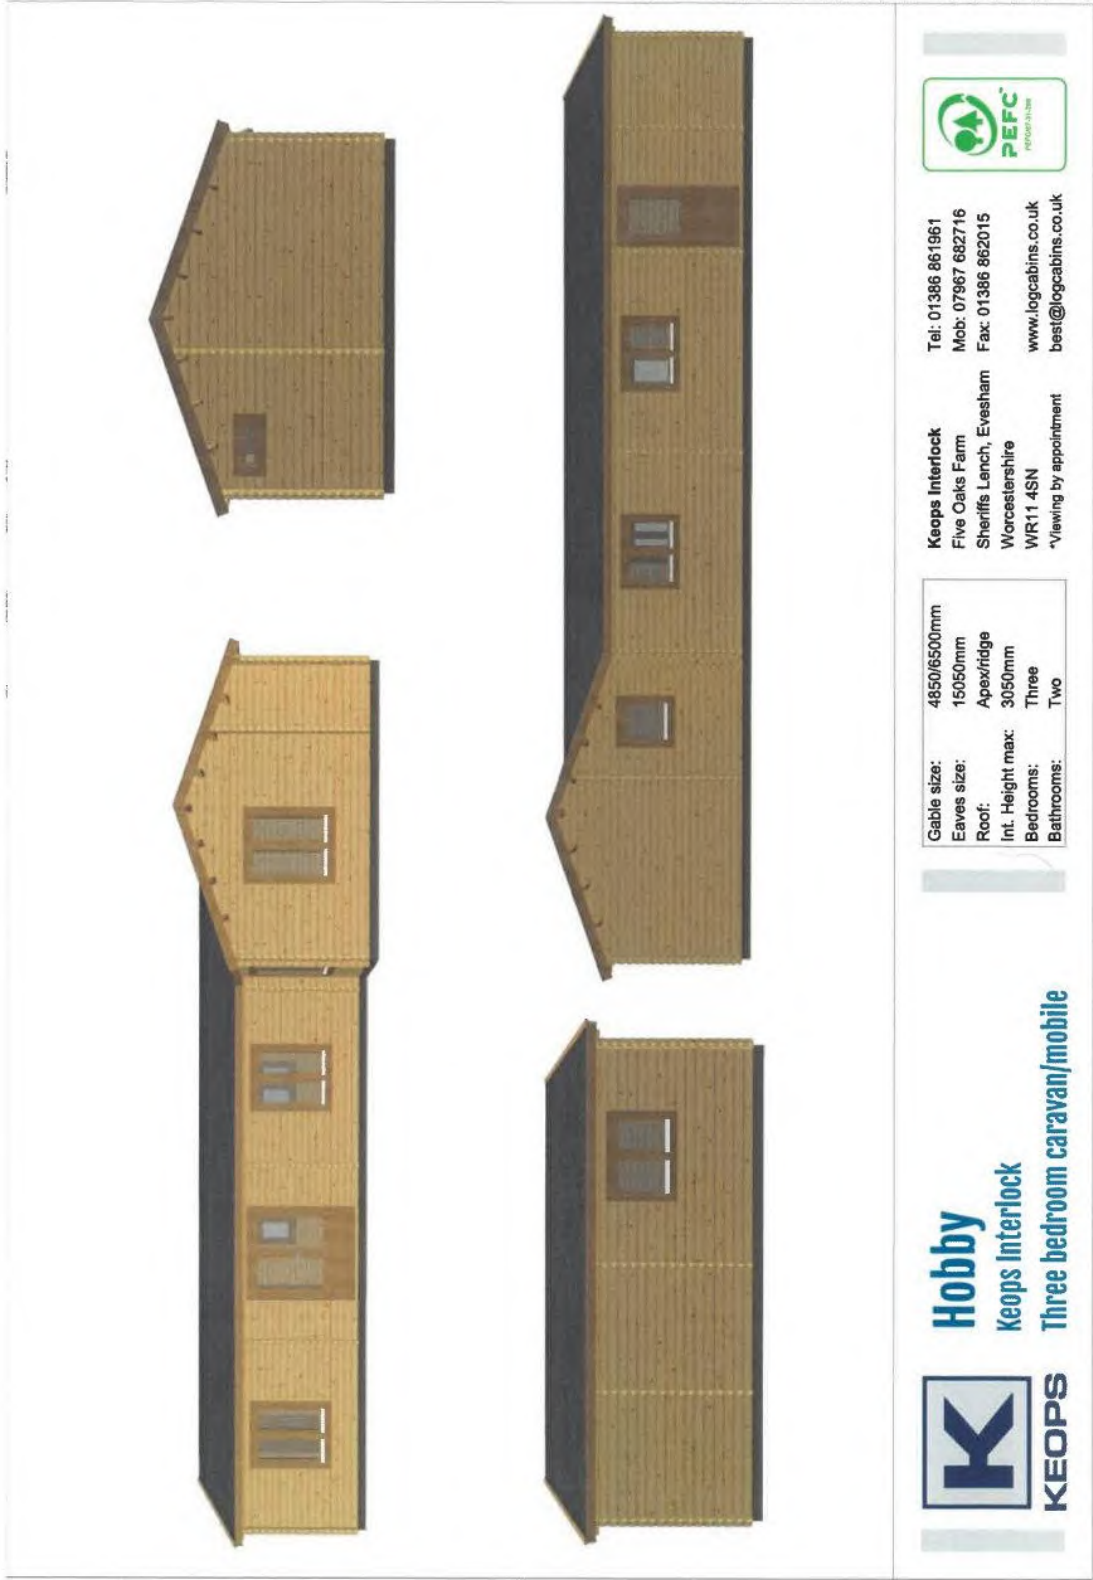 K
KEOPS
Hobby
Keops Interlock
Three bedroom caravan/mobile
Gable size: 4850/6500mm
Eaves size: 15050mm
Roof: Apex/ridge
Int. Height max: 3050mm
Bedrooms: Three
Bathrooms: Two
Keops Interlock
Five Oaks Farm
Sheriffs Lench, Evesham
Worcestershire
WR11 4SN
*Viewing by appointment
Tel: 01386 861961
Mob: 07967 682716
Fax: 01386 862015
www.logcabins.co.uk
best@logcabins.co.uk
PEFC™